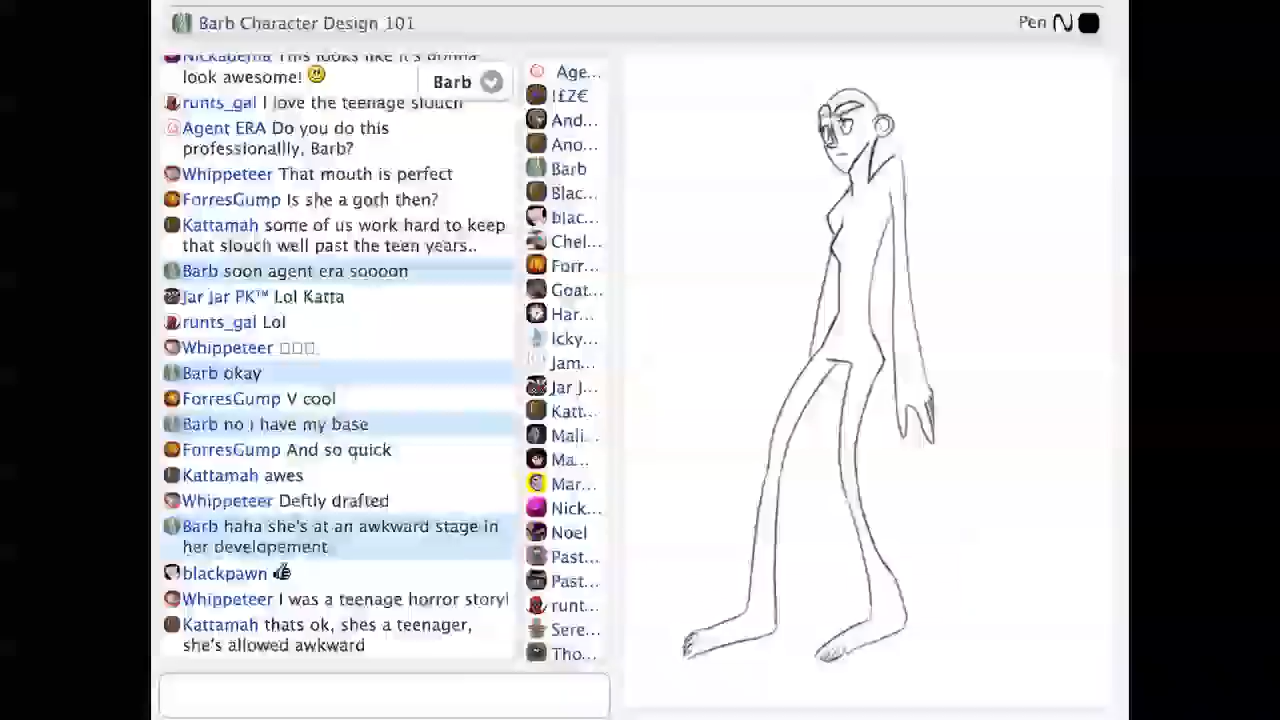 Barb Character Design 101
Pen
Nickadema This looks like it's gonna
look awesome!
Barb
runts_gal I love the teenage slouch
Agent ERA Do you do this
professionallly, Barb?
Whippeteer That mouth is perfect
ForresGump Is she a goth then?
Kattamah some of us work hard to keep
that slouch well past the teen years..
Barb soon agent era soooon
Jar Jar PK™ Lol Katta
runts_gal Lol
Whippeteer
Barb okay
ForresGump V cool
Barb no i have my base
ForresGump And so quick
Kattamah awes
Whippeteer Deftly drafted
Barb haha she's at an awkward stage in
her developement
blackpawn
Whippeteer I was a teenage horror story!
Kattamah thats ok, shes a teenager,
she's allowed awkward
Age...
I£Z€
And...
Ano...
Barb
Blac...
blac...
Chel...
Forr...
Goat...
Har...
Icky...
Jam...
Jar J...
Katt...
Mali...
Ma...
Mar...
Nick...
Noel
Past...
Past...
runt...
Sere...
Tho...